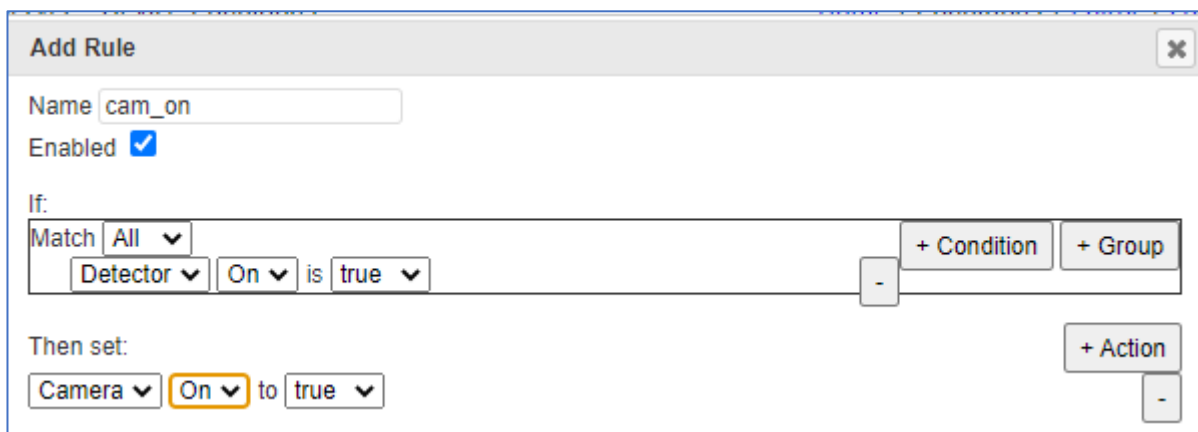 Add Rule
Name cam_on
Enabled
If:
Match All + Condition + Group
Detector On is true -
Then set: + Action
Camera On to true -